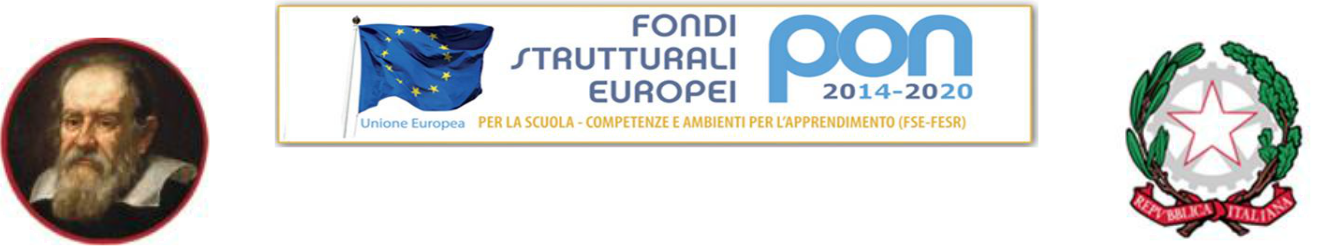 FONDI
STRUTTURALI
EUROPEI
pon
2014-2020
Unione Europea
PER LA SCUOLA - COMPETENZE E AMBIENTI PER L'APPRENDIMENTO (FSE-FESR)
REPVBBLICA ITALIANA